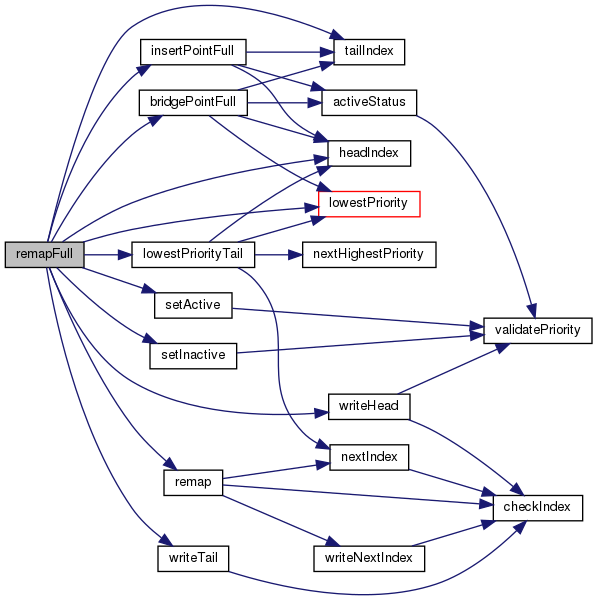 insertPointFull
tailIndex
bridgePointFull
activeStatus
headIndex
lowestPriority
remapFull
lowestPriorityTail
nextHighestPriority
setActive
validatePriority
setInactive
writeHead
nextIndex
remap
checkIndex
writeTail
writeNextIndex